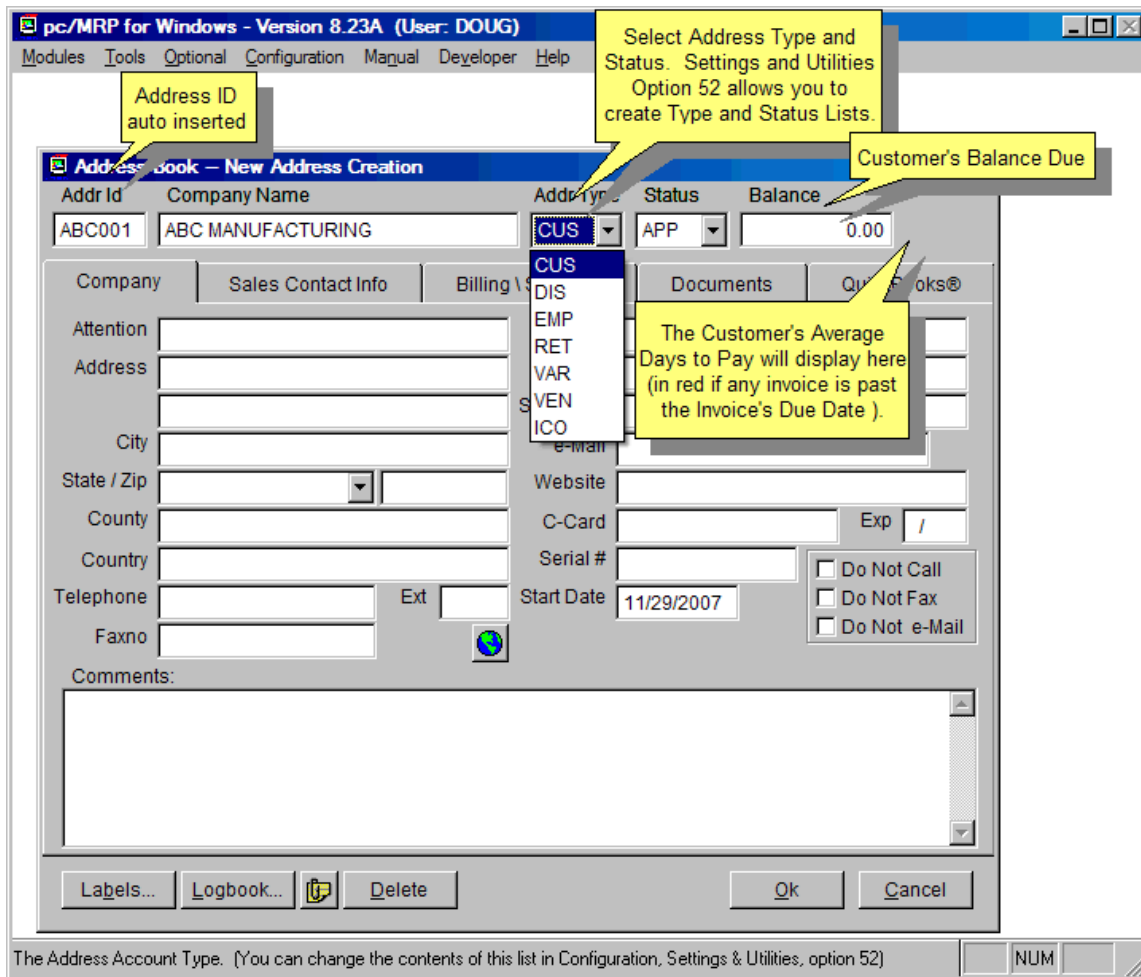 pc/MRP for Windows - Version 8.23A (User: DOUG)
Modules Tools Optional Configuration Manual Developer Help
Select Address Type and
Status. Settings and Utilities
Option 52 allows you to
create Type and Status Lists.
Address ID
auto inserted
Customer's Balance Due
Address Book – New Address Creation
Addr Id Company Name Addr Type Status Balance
ABC001 ABC MANUFACTURING CUS APP 0.00
Company Sales Contact Info Billing \ Documents
CUS
DIS
EMP
RET
VAR
VEN
ICO
The Customer's Average
Days to Pay will display here
(in red if any invoice is past
the Invoice's Due Date ).
Attention
Address
City e-Mail
State / Zip Website
County C-Card Exp /
Country Serial # Do Not Call
Telephone Ext Start Date 11/29/2007 Do Not Fax
Faxno Do Not e-Mail
Comments:
Labels... Logbook... Delete Ok Cancel
The Address Account Type. (You can change the contents of this list in Configuration, Settings & Utilities, option 52) NUM